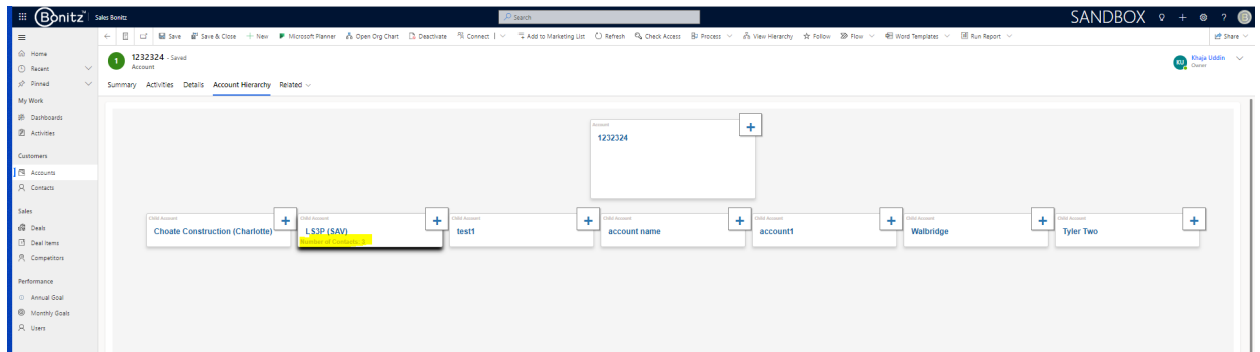 Bonitz Sales Bonitz Search SANDBOX
Save Save & Close New Microsoft Planner Open Org Chart Deactivate Connect Add to Marketing List Refresh Check Access Process View Hierarchy Follow Flow Word Templates Run Report Share
Home
Recent
Pinned
My Work
Dashboards
Activities
Customers
Accounts
Contacts
Sales
Deals
Deal Items
Competitors
Performance
Annual Goal
Monthly Goals
Users
1 1232324 - Saved
Account
KU Khaja Uddin
Owner
Summary Activities Details Account Hierarchy Related
Account
1232324
Child Account
Choate Construction (Charlotte)
Child Account
LS3P (SAV)
Number of Contacts: 3
Child Account
test1
Child Account
account name
Child Account
account1
Child Account
Walbridge
Child Account
Tyler Two